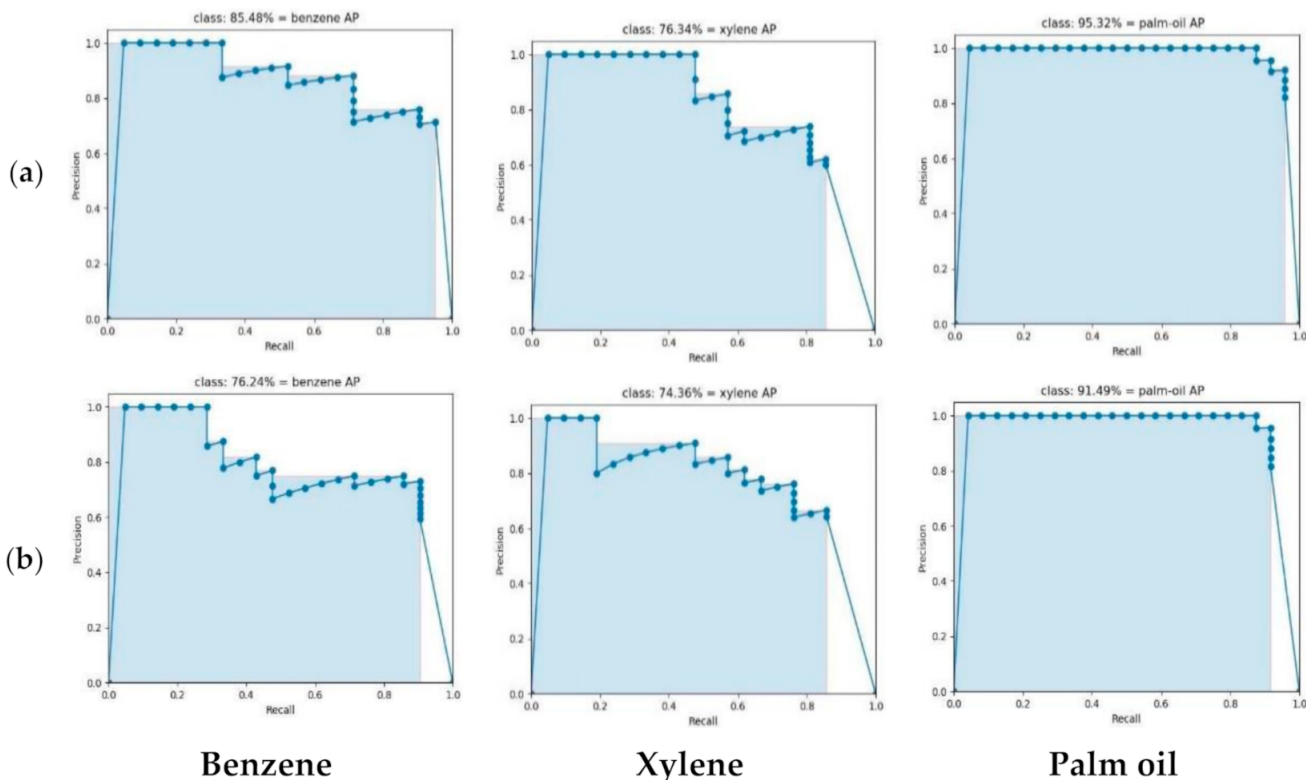 class: 85.48% = benzene AP
1.0
0.8
0.6
0.4
0.2
0.0
Precision
0.0 0.2 0.4 0.6 0.8 1.0
Recall
class: 76.34% = xylene AP
1.0
0.8
0.6
0.4
0.2
0.0
Precision
0.0 0.2 0.4 0.6 0.8 1.0
Recall
class: 95.32% = palm-oil AP
1.0
0.8
0.6
0.4
0.2
0.0
Precision
0.0 0.2 0.4 0.6 0.8 1.0
Recall
(a)
class: 76.24% = benzene AP
1.0
0.8
0.6
0.4
0.2
0.0
Precision
0.0 0.2 0.4 0.6 0.8 1.0
Recall
class: 74.36% = xylene AP
1.0
0.8
0.6
0.4
0.2
0.0
Precision
0.0 0.2 0.4 0.6 0.8 1.0
Recall
class: 91.49% = palm-oil AP
1.0
0.8
0.6
0.4
0.2
0.0
Precision
0.0 0.2 0.4 0.6 0.8 1.0
Recall
(b)
Benzene Xylene Palm oil